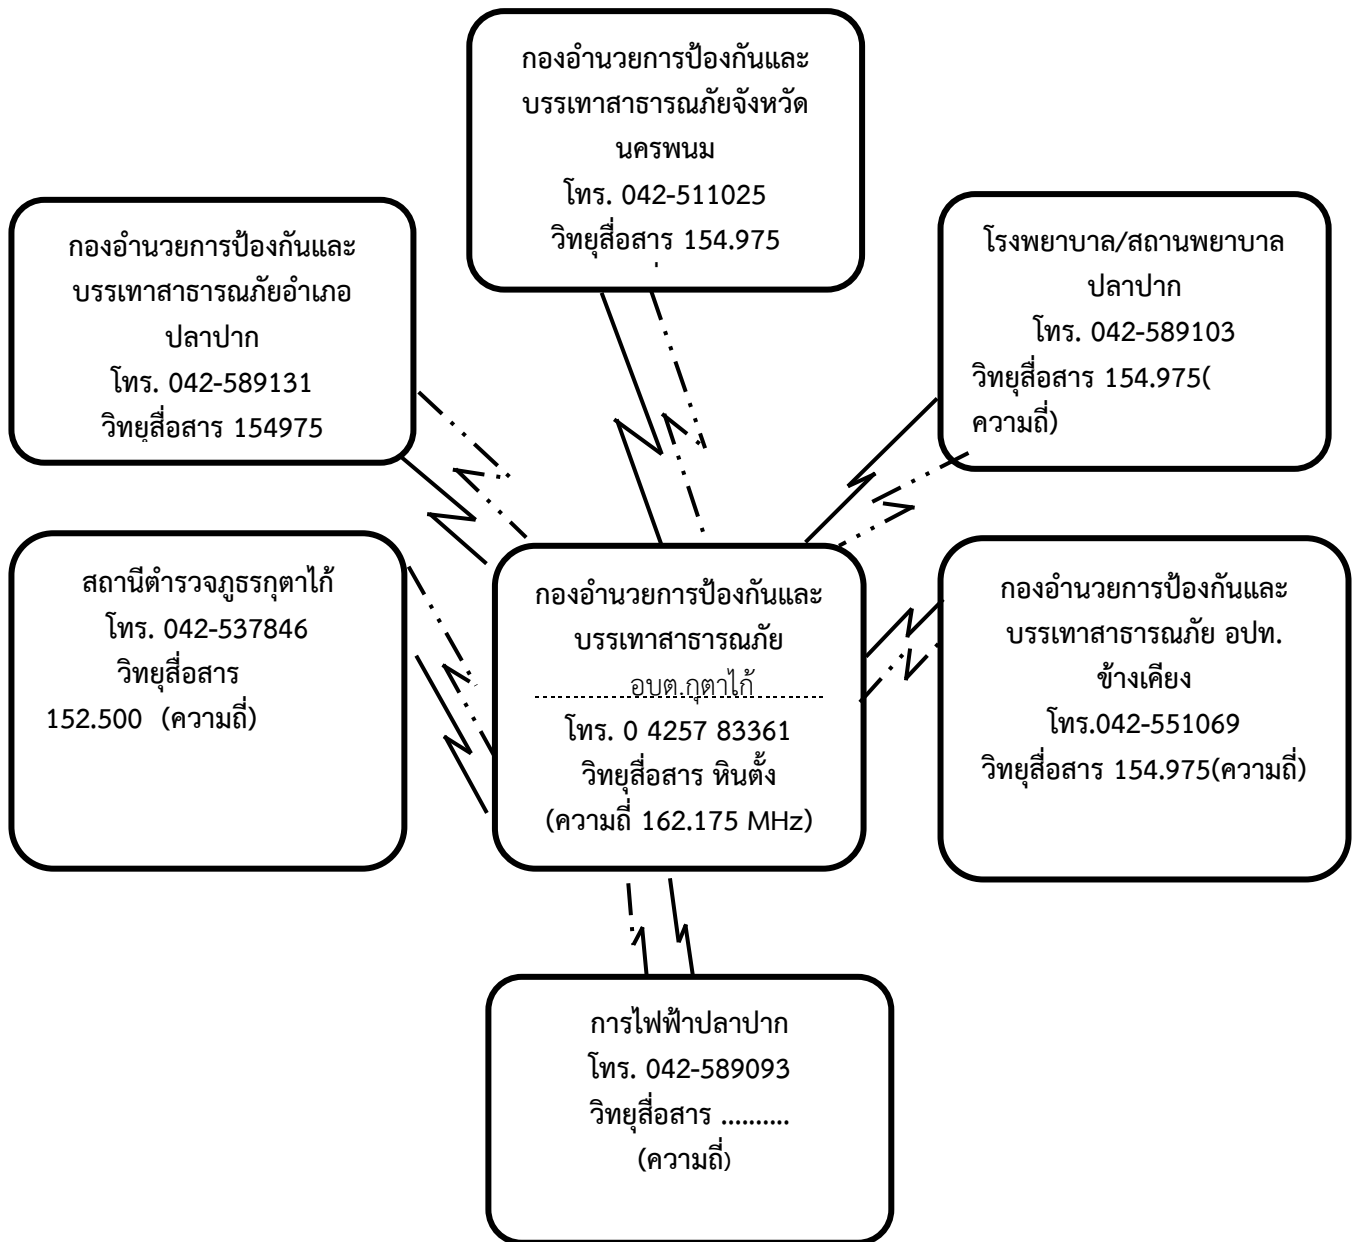 กองอำนวยการป้องกันและ
บรรเทาสาธารณภัยจังหวัด
นครพนม
โทร. 042-511025
วิทยุสื่อสาร 154.975
กองอำนวยการป้องกันและ
บรรเทาสาธารณภัยอำเภอ
ปลาปาก
โทร. 042-589131
วิทยุสื่อสาร 154975
โรงพยาบาล/สถานพยาบาล
ปลาปาก
โทร. 042-589103
วิทยุสื่อสาร 154.975(
ความถี่)
สถานีตำรวจภูธรกุตาไก้
โทร. 042-537846
วิทยุสื่อสาร
152.500 (ความถี่)
กองอำนวยการป้องกันและ
บรรเทาสาธารณภัย
อบต.กุตาไก้
โทร. 0 4257 83361
วิทยุสื่อสาร หินตั้ง
(ความถี่ 162.175 MHz)
กองอำนวยการป้องกันและ
บรรเทาสาธารณภัย อปท.
ข้างเคียง
โทร.042-551069
วิทยุสื่อสาร 154.975(ความถี่)
การไฟฟ้าปลาปาก
โทร. 042-589093
วิทยุสื่อสาร ..........
(ความถี่)